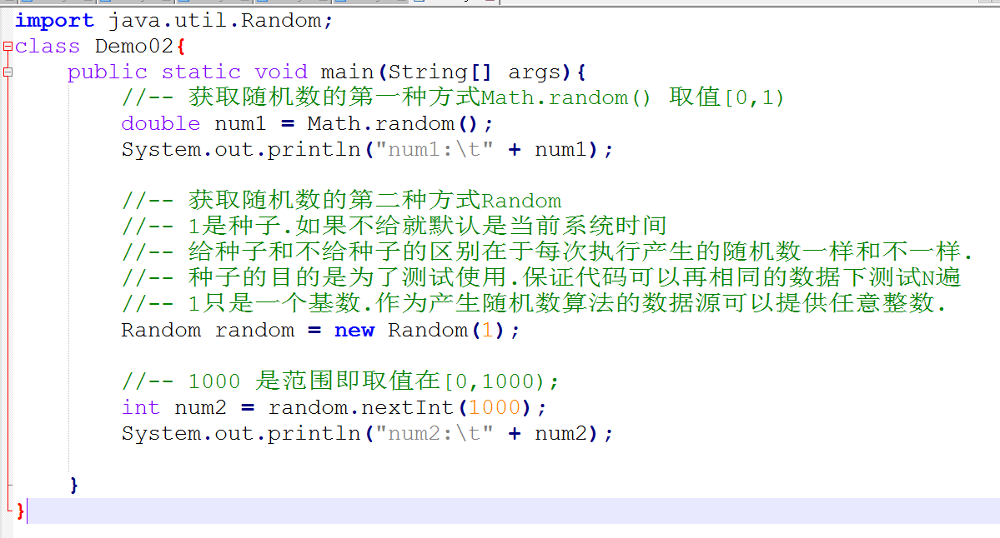 import java.util.Random;
class Demo02{
public static void main(String[] args){
//-- 获取随机数的第一种方式Math.random() 取值[0,1)
double num1 = Math.random();
System.out.println("num1:\t" + num1);
//-- 获取随机数的第二种方式Random
//-- 1是种子.如果不给就默认是当前系统时间
//-- 给种子和不给种子的区别在于每次执行产生的随机数一样和不一样.
//-- 种子的目的是为了测试使用.保证代码可以再相同的数据下测试N遍
//-- 1只是一个基数.作为产生随机数算法的数据源可以提供任意整数.
Random random = new Random(1);
//-- 1000 是范围即取值在[0,1000);
int num2 = random.nextInt(1000);
System.out.println("num2:\t" + num2);
}
}